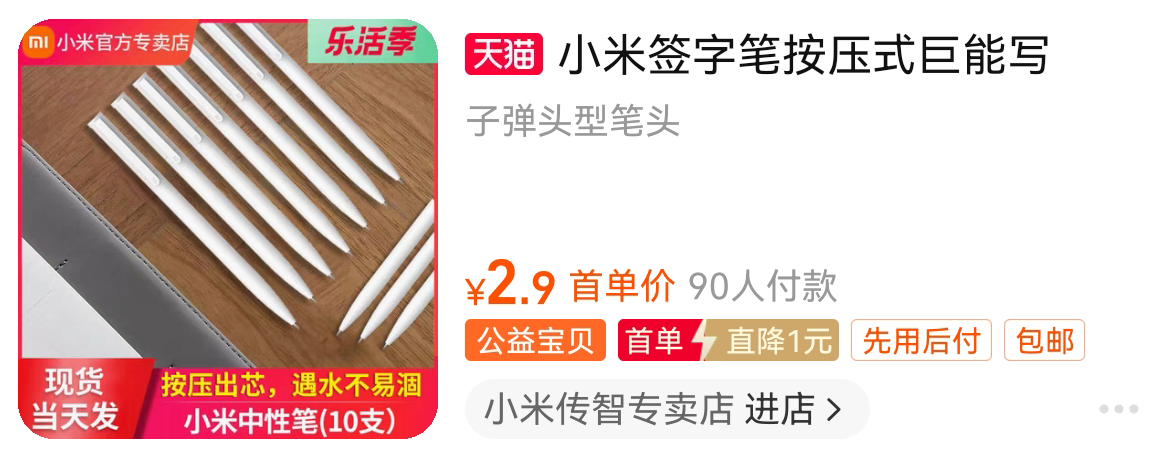 小米官方专卖店
乐活季
现货
当天发
按压出芯，遇水不易涸
小米中性笔(10支)
天猫 小米签字笔按压式巨能写
子弹头型笔头
¥2.9 首单价 90人付款
公益宝贝 首单 直降1元 先用后付 包邮
小米传智专卖店 进店